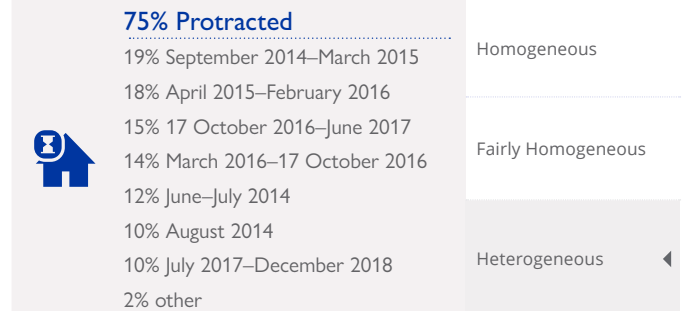 75% Protracted
19% September 2014–March 2015
18% April 2015–February 2016
15% 17 October 2016–June 2017
14% March 2016–17 October 2016
12% June–July 2014
10% August 2014
10% July 2017–December 2018
2% other
Homogeneous
Fairly Homogeneous
Heterogeneous